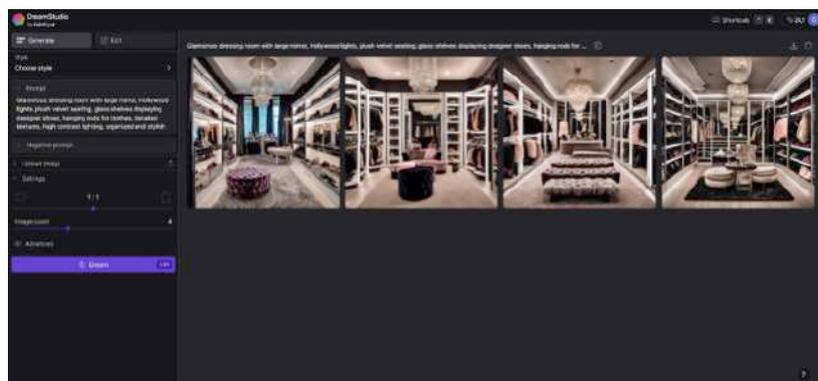 DreamStudio
Generate
Edit
Shortcuts
Style
Choose style
Prompt
Glamorous dressing room with large mirror, Hollywood
lights, plush velvet seating, glass shelves displaying
designer shoes, hanging rods for clothes, detailed
textures, high contrast lighting, organized and stylish
Negative prompt
Settings
1 / 1
Image count
4
Advanced
Dream
Glamorous dressing room with large mirror, Hollywood lights, plush velvet seating, glass shelves displaying designer shoes, hanging rods for ...
?